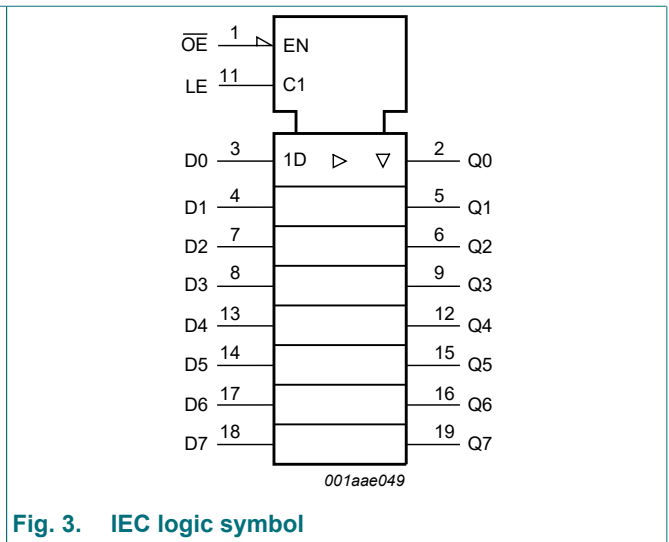 O̅E̅ 1 EN
LE 11 C1
D0 3 1D 2 Q0
D1 4 5 Q1
D2 7 6 Q2
D3 8 9 Q3
D4 13 12 Q4
D5 14 15 Q5
D6 17 16 Q6
D7 18 19 Q7
001aae049
Fig. 3. IEC logic symbol